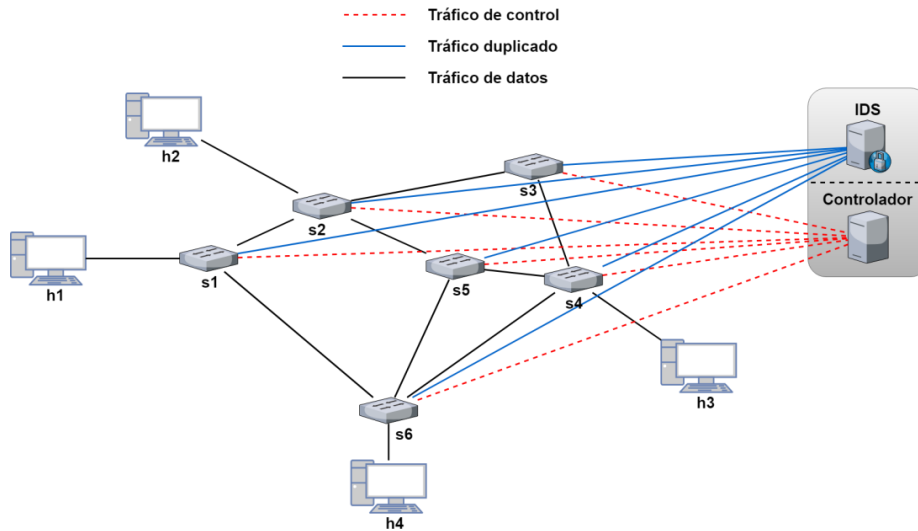 Tráfico de control
Tráfico duplicado
Tráfico de datos
IDS
h2
s3
Controlador
s2
h1
s1
s5
s4
h3
s6
h4